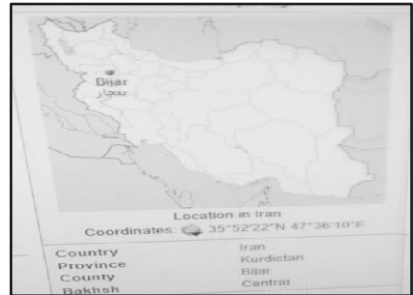 Bijar
بیجار
Location in Iran
Coordinates: 35°52′22″N 47°36′10″E
Country Iran
Province Kurdistan
County Bijar
Bakhsh Central